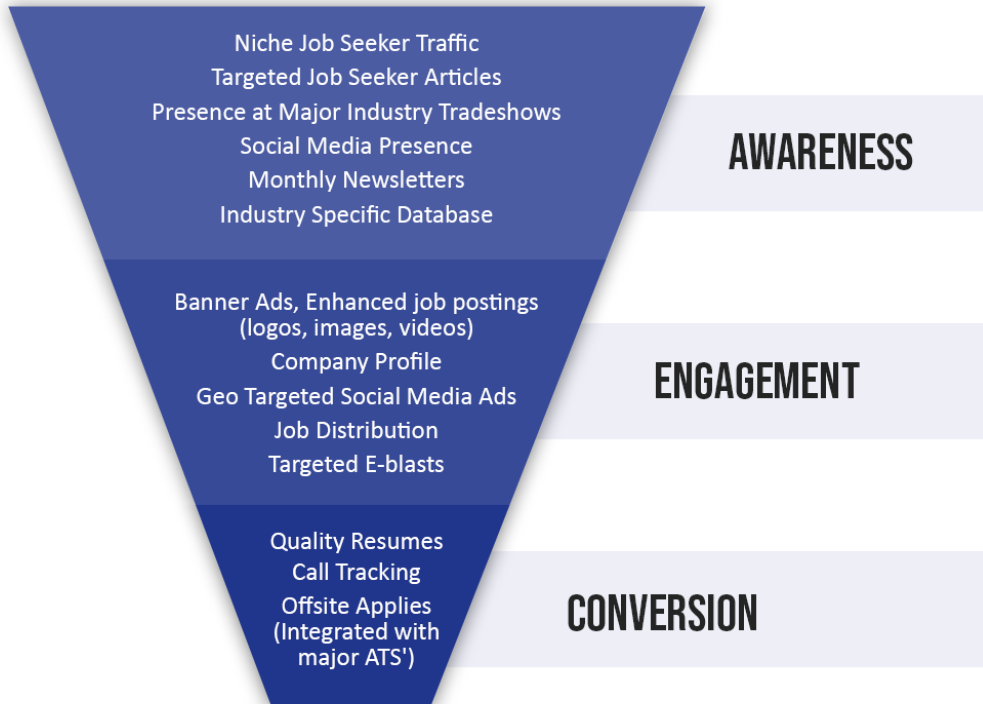 Niche Job Seeker Traffic
Targeted Job Seeker Articles
Presence at Major Industry Tradeshows
Social Media Presence
Monthly Newsletters
Industry Specific Database
AWARENESS
Banner Ads, Enhanced job postings
(logos, images, videos)
Company Profile
Geo Targeted Social Media Ads
Job Distribution
Targeted E-blasts
ENGAGEMENT
Quality Resumes
Call Tracking
Offsite Applies
(Integrated with
major ATS')
CONVERSION